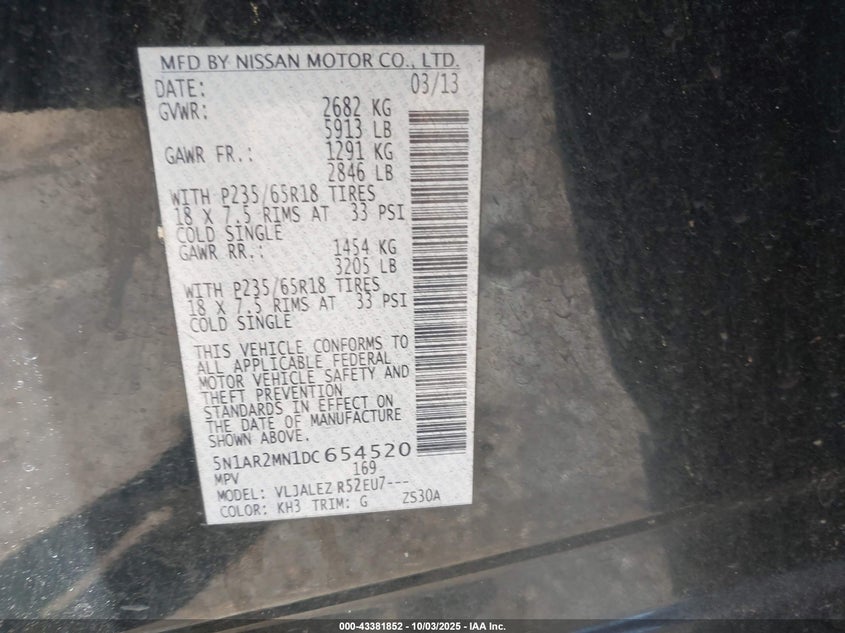 MFD BY NISSAN MOTOR CO., LTD.
DATE: 03/13
GVWR: 2682 KG
5913 LB
GAWR FR.: 1291 KG
2846 LB
WITH P235/65R18 TIRES
18 X 7.5 RIMS AT 33 PSI
COLD SINGLE
GAWR RR.: 1454 KG
3205 LB
WITH P235/65R18 TIRES
18 X 7.5 RIMS AT 33 PSI
COLD SINGLE
THIS VEHICLE CONFORMS TO
ALL APPLICABLE FEDERAL
MOTOR VEHICLE SAFETY AND
THEFT PREVENTION
STANDARDS IN EFFECT ON
THE DATE OF MANUFACTURE
SHOWN ABOVE.
5N1AR2MN1DC 654520
MPV 169
MODEL: VLJALEZ R52EU7---
COLOR: KH3 TRIM: G ZS30A
000-43381852 - 10/03/2025 - IAA Inc.